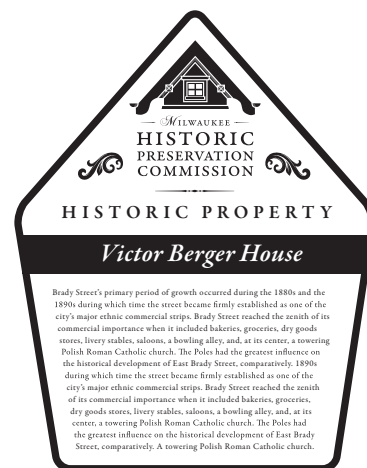 Milwaukee
Historic
Preservation
Commission
Historic Property
Victor Berger House
Brady Street's primary period of growth occurred during the 1880s and the
1890s during which time the street became firmly established as one of the
city's major ethnic commercial strips. Brady Street reached the zenith of its
commercial importance when it included bakeries, groceries, dry goods
stores, livery stables, saloons, a bowling alley, and, at its center, a towering
Polish Roman Catholic church. The Poles had the greatest influence on
the historical development of East Brady Street, comparatively. 1890s
during which time the street became firmly established as one of the
city's major ethnic commercial strips. Brady Street reached the zenith
of its commercial importance when it included bakeries, groceries,
dry goods stores, livery stables, saloons, a bowling alley, and, at its
center, a towering Polish Roman Catholic church. The Poles had
the greatest influence on the historical development of East Brady
Street, comparatively. A towering Polish Roman Catholic church.